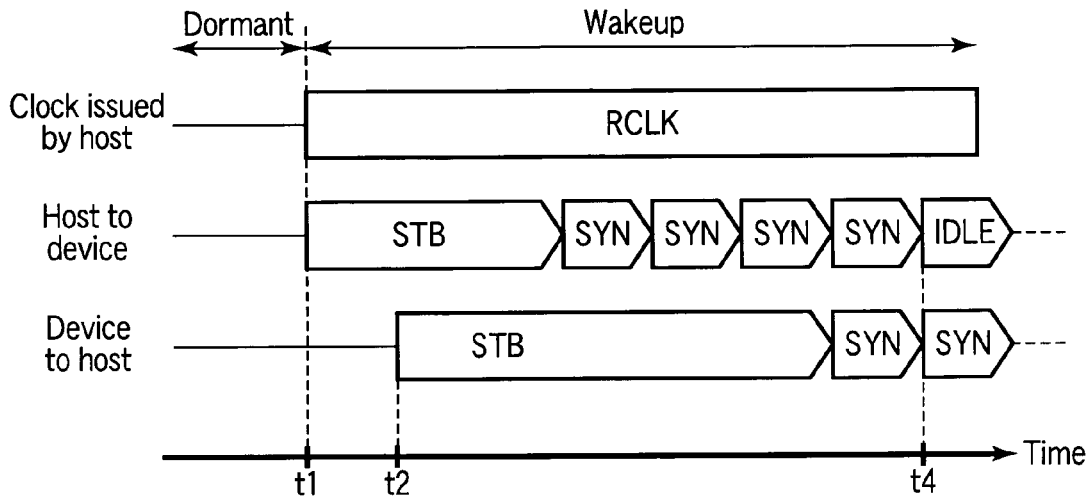 Dormant
Wakeup
Clock issued
by host
RCLK
Host to
device
STB
SYN
SYN
SYN
SYN
IDLE
Device
to host
STB
SYN
SYN
Time
t1
t2
t4